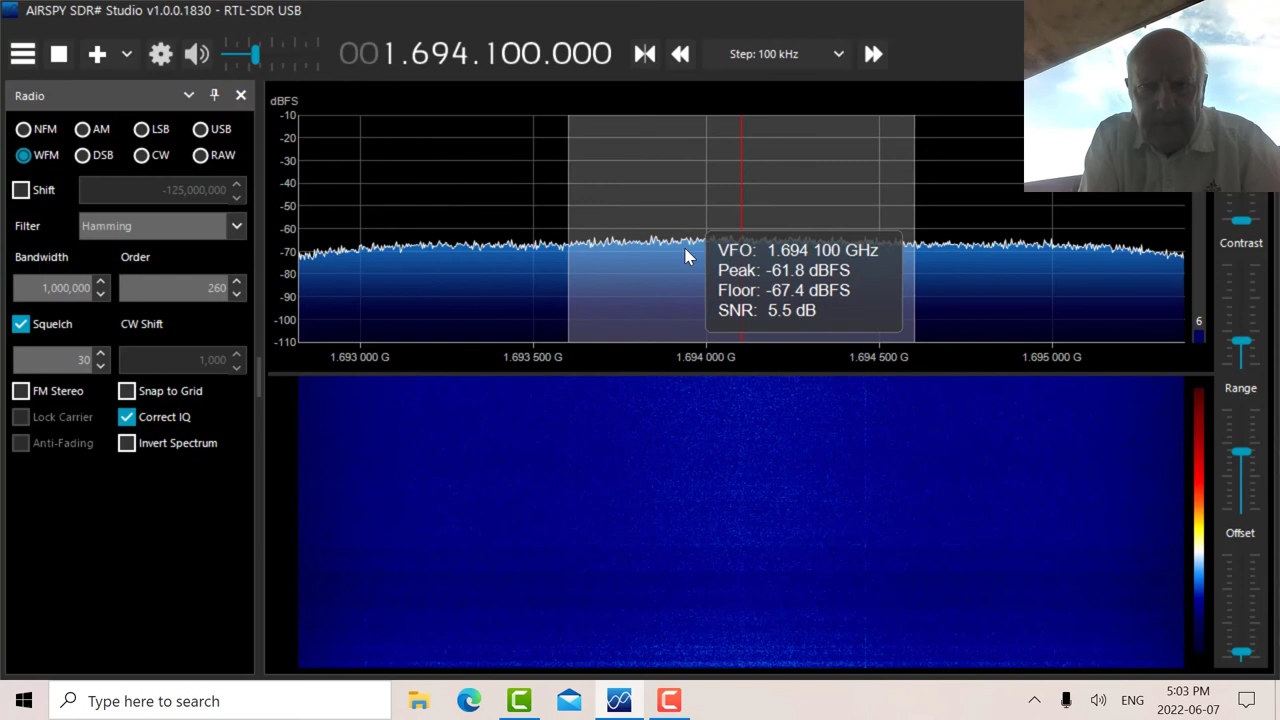 AIRSPY SDR# Studio v1.0.0.1830 - RTL-SDR USB
001.694.100.000
Step: 100 kHz
Radio
NFM AM LSB USB
WFM DSB CW RAW
Shift -125,000,000
Filter Hamming
Bandwidth Order
1,000,000 260
Squelch CW Shift
30 1,000
FM Stereo Snap to Grid
Lock Carrier Correct IQ
Anti-Fading Invert Spectrum
dBFS
-10
-20
-30
-40
-50
-60
-70
-80
-90
-100
-110
VFO: 1.694 100 GHz
Peak: -61.8 dBFS
Floor: -67.4 dBFS
SNR: 5.5 dB
6
1.693 000 G 1.693 500 G 1.694 000 G 1.694 500 G 1.695 000 G
Contrast
Range
Offset
Type here to search
ENG
5:03 PM
2022-06-07